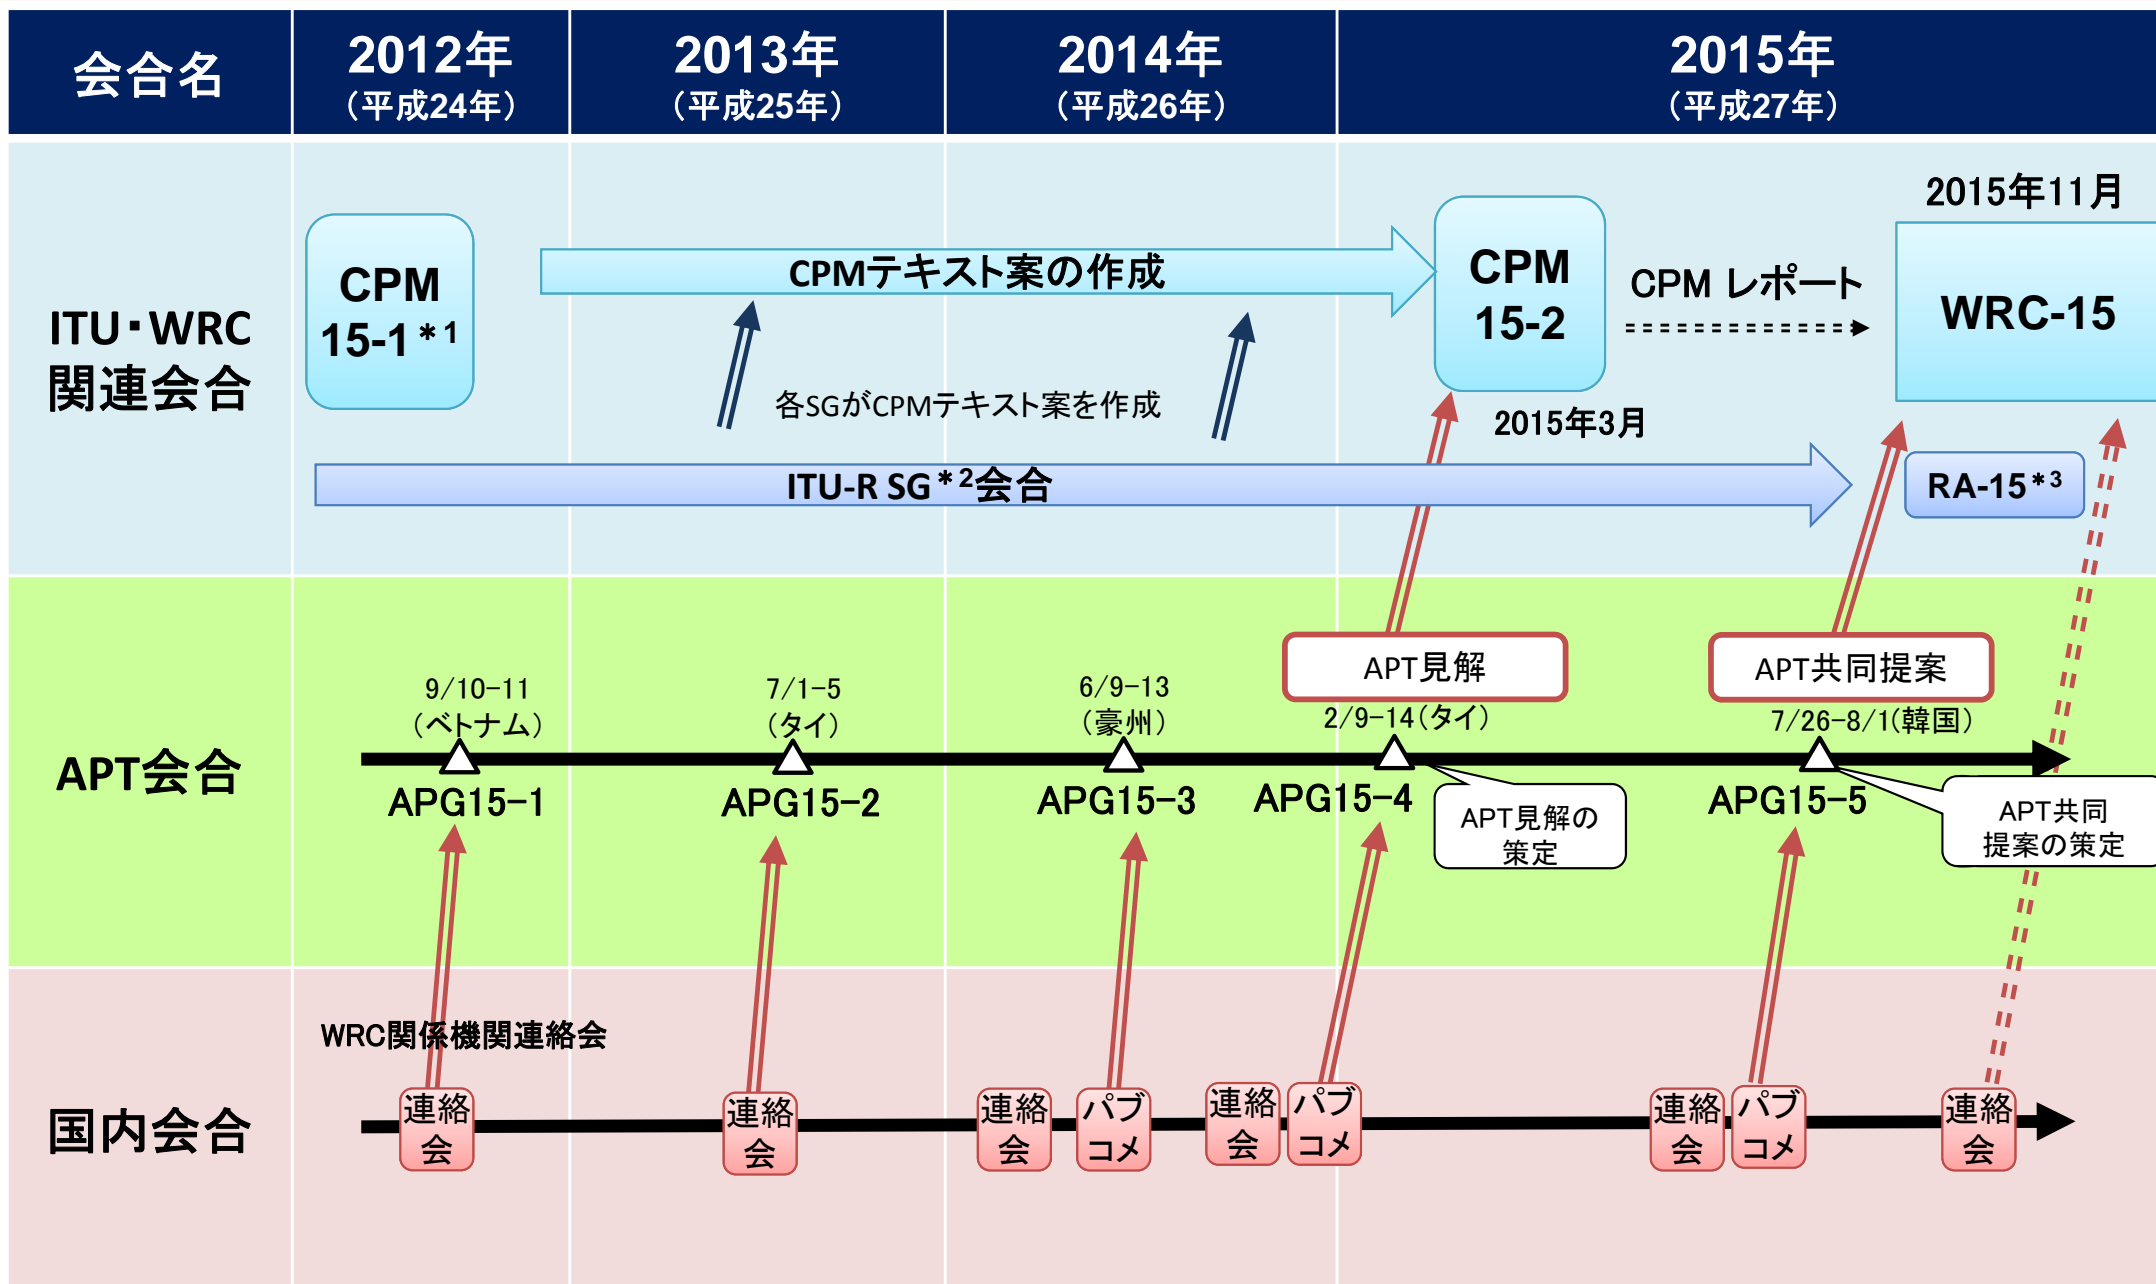 会合名
2012年
（平成24年）
2013年
（平成25年）
2014年
（平成26年）
2015年
（平成27年）
ITU・WRC
関連会合
CPM
15-1＊1
CPMテキスト案の作成
各SGがCPMテキスト案を作成
CPM
15-2
2015年3月
CPM レポート
2015年11月
WRC-15
ITU-R SG＊2会合
RA-15＊3
APT会合
9/10-11
（ベトナム）
APG15-1
7/1-5
（タイ）
APG15-2
6/9-13
（豪州）
APG15-3
APT見解
2/9-14（タイ）
APG15-4
APT見解の
策定
APT共同提案
7/26-8/1（韓国）
APG15-5
APT共同
提案の策定
国内会合
WRC関係機関連絡会
連絡
会
連絡
会
連絡
会
パブ
コメ
連絡
会
パブ
コメ
連絡
会
パブ
コメ
連絡
会